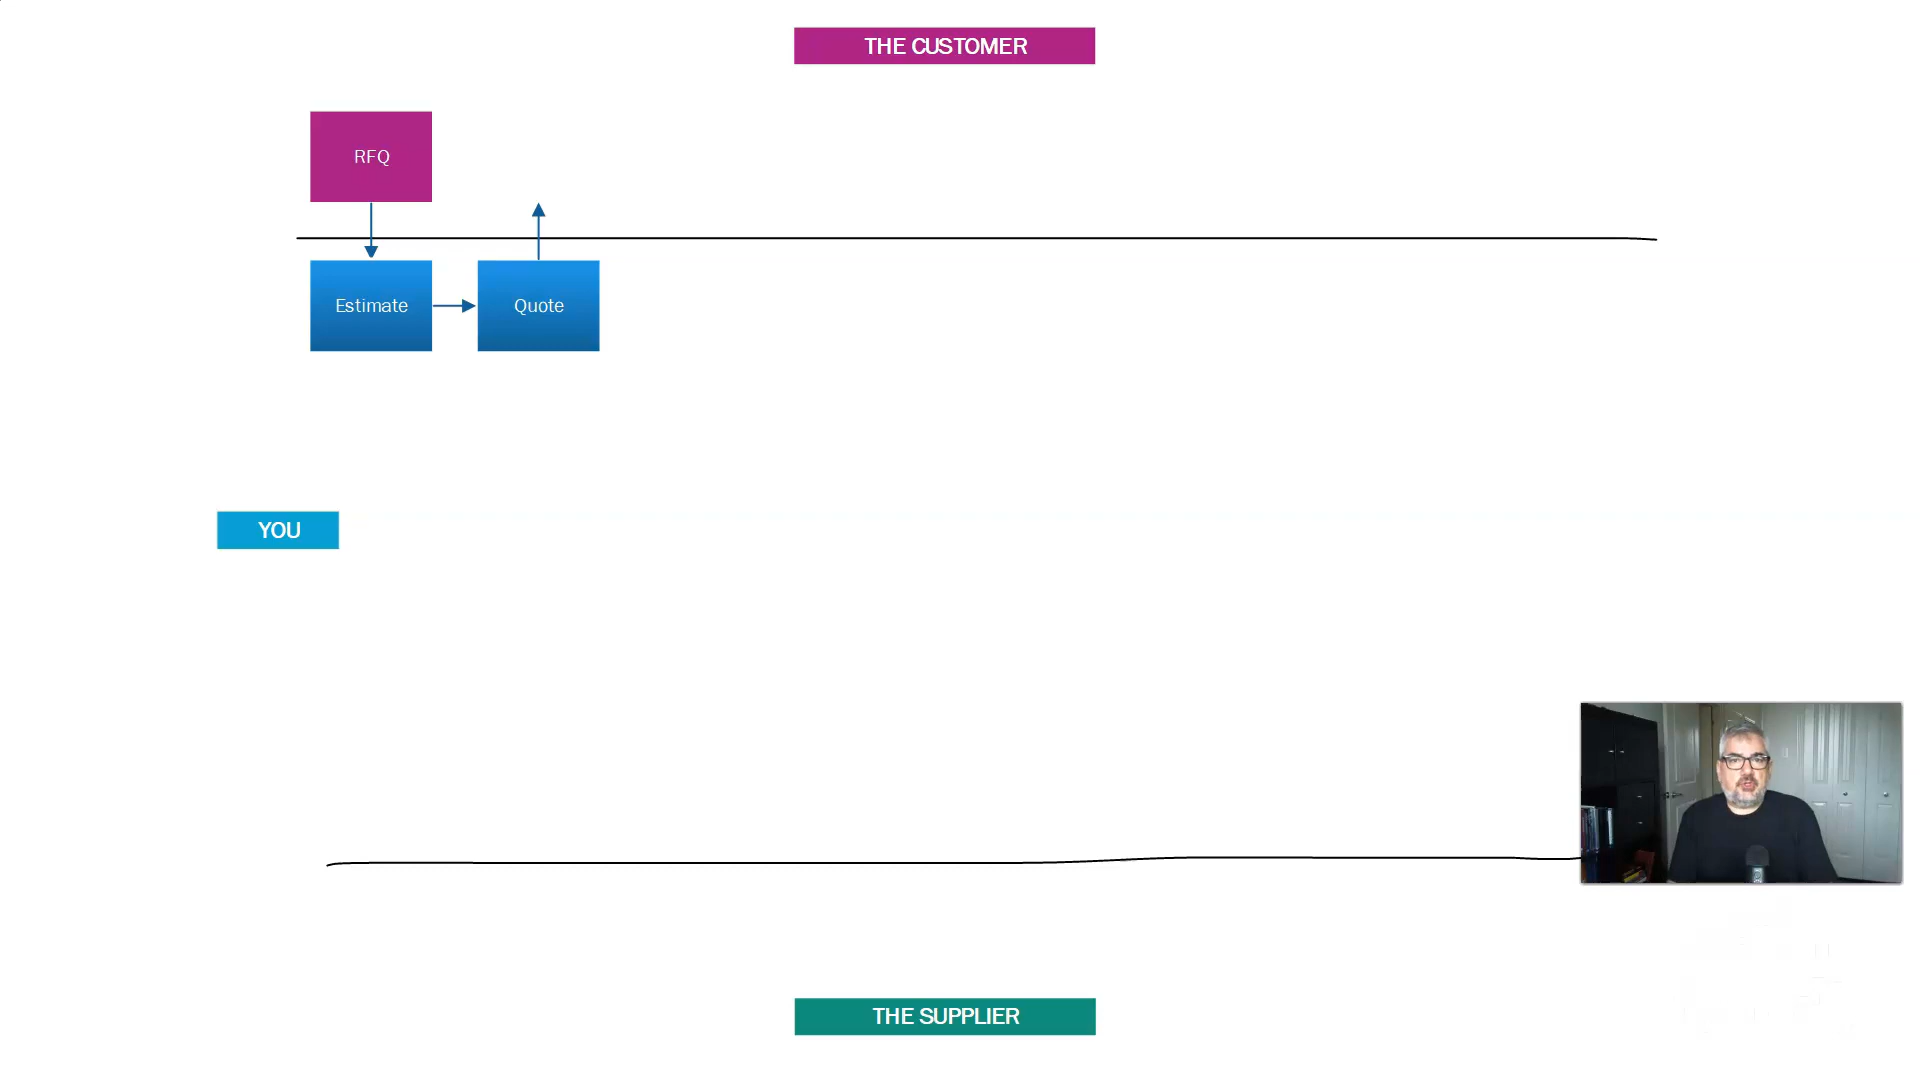 THE CUSTOMER
RFQ
Estimate
Quote
YOU
THE SUPPLIER